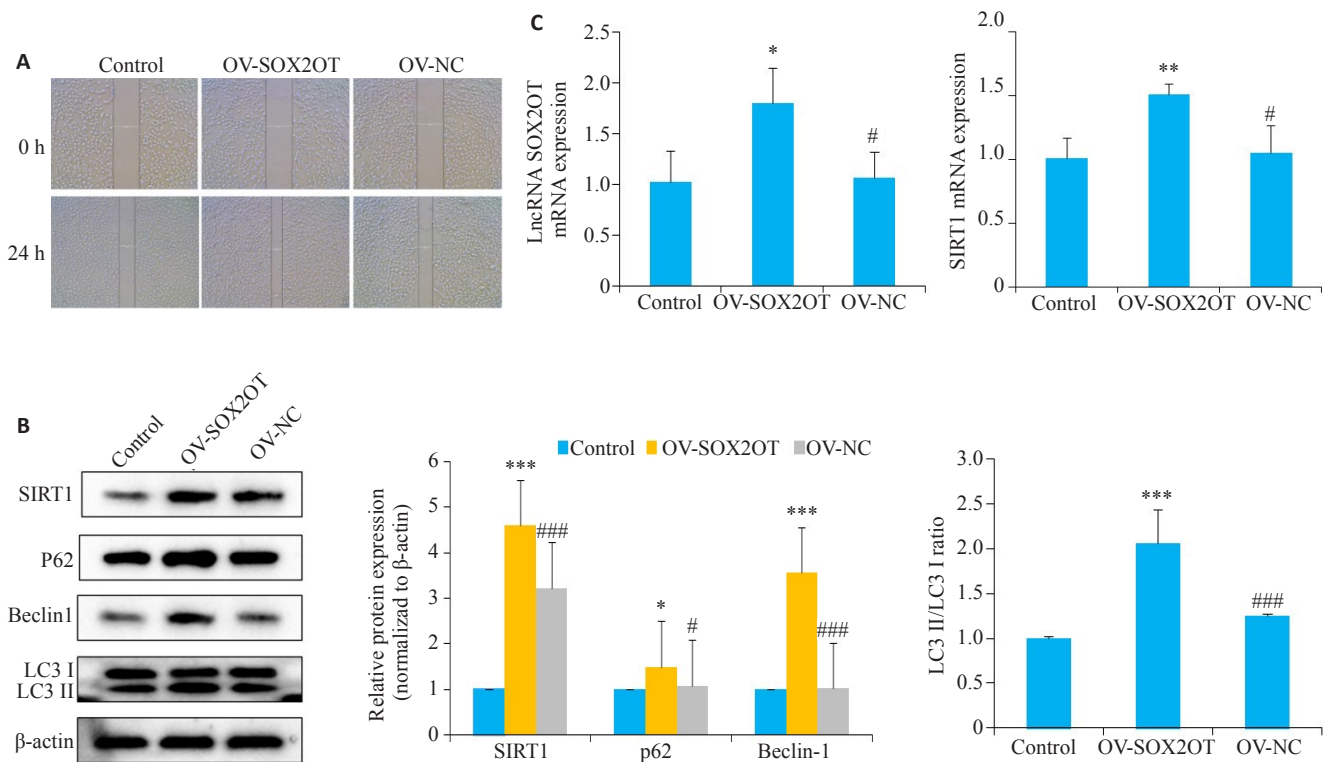 A
Control
OV-SOX2OT
OV-NC
0 h
24 h
C
LncRNA SOX2OT
mRNA expression
2.5
2.0
1.5
1.0
0.5
0
*
#
Control
OV-SOX2OT
OV-NC
SIRT1 mRNA expression
2.0
1.5
1.0
0.5
0
**
#
Control
OV-SOX2OT
OV-NC
B
Control
OV-SOX2OT
OV-NC
SIRT1
P62
Beclin1
LC3 I
LC3 II
β-actin
Control
OV-SOX2OT
OV-NC
Relative protein expression
(normalizad to β-actin)
6
5
4
3
2
1
0
***
###
*
#
***
###
SIRT1
p62
Beclin-1
LC3 II/LC3 I ratio
3.0
2.5
2.0
1.5
1.0
0.5
0
***
###
Control
OV-SOX2OT
OV-NC